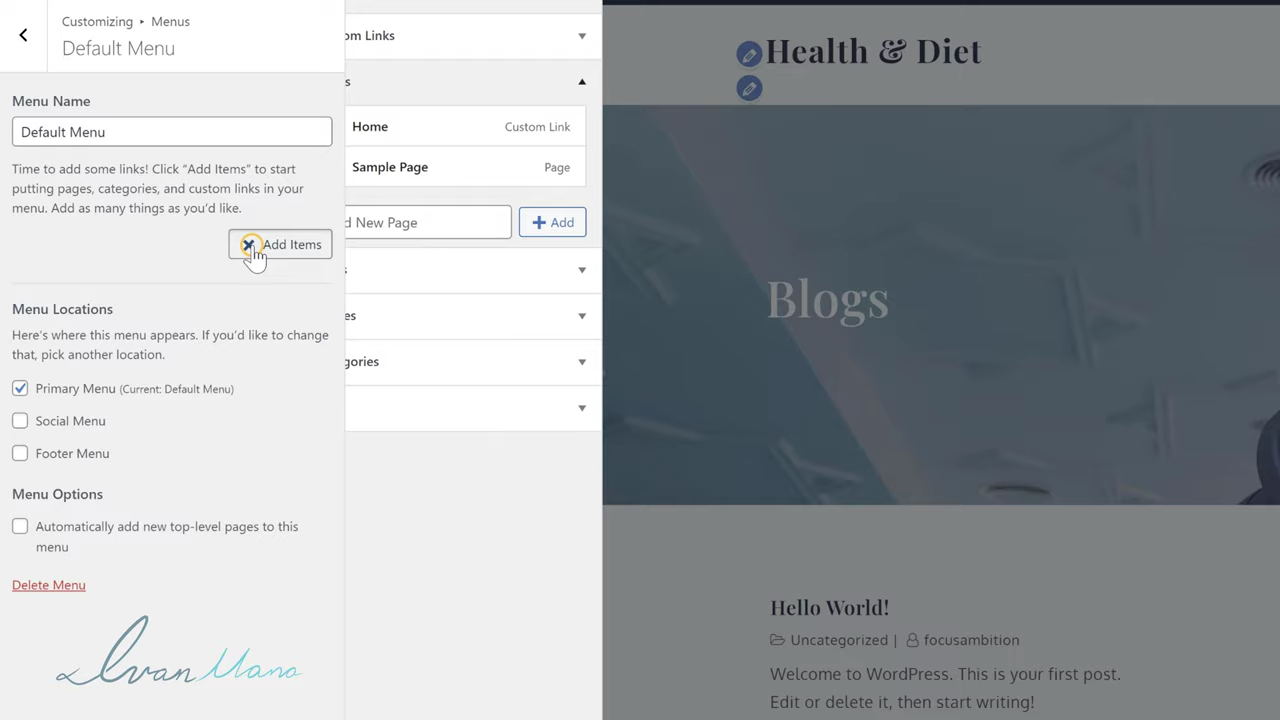 Customizing ▸ Menus
Default Menu
Menu Name
Default Menu
Time to add some links! Click “Add Items” to start
putting pages, categories, and custom links in your
menu. Add as many things as you’d like.
Add Items
Menu Locations
Here’s where this menu appears. If you’d like to change
that, pick another location.
Primary Menu (Current: Default Menu)
Social Menu
Footer Menu
Menu Options
Automatically add new top-level pages to this
menu
Delete Menu
Ivan Mana
om Links
s
Home Custom Link
Sample Page Page
d New Page
Add
s
es
gories
Health & Diet
Blogs
Hello World!
Uncategorized | focusambition
Welcome to WordPress. This is your first post.
Edit or delete it, then start writing!